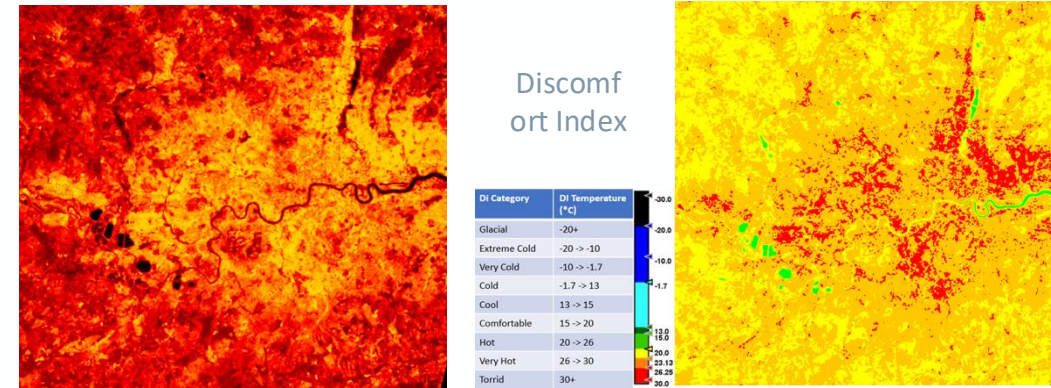 Discomf
ort Index
Di Category DI Temperature
(°C)
Glacial -20+
Extreme Cold -20 -> -10
Very Cold -10 -> -1.7
Cold -1.7 -> 13
Cool 13 -> 15
Comfortable 15 -> 20
Hot 20 -> 26
Very Hot 26 -> 30
Torrid 30+
-30.0
-20.0
-10.0
-1.7
13.0
15.0
20.0
23.13
26.25
30.0